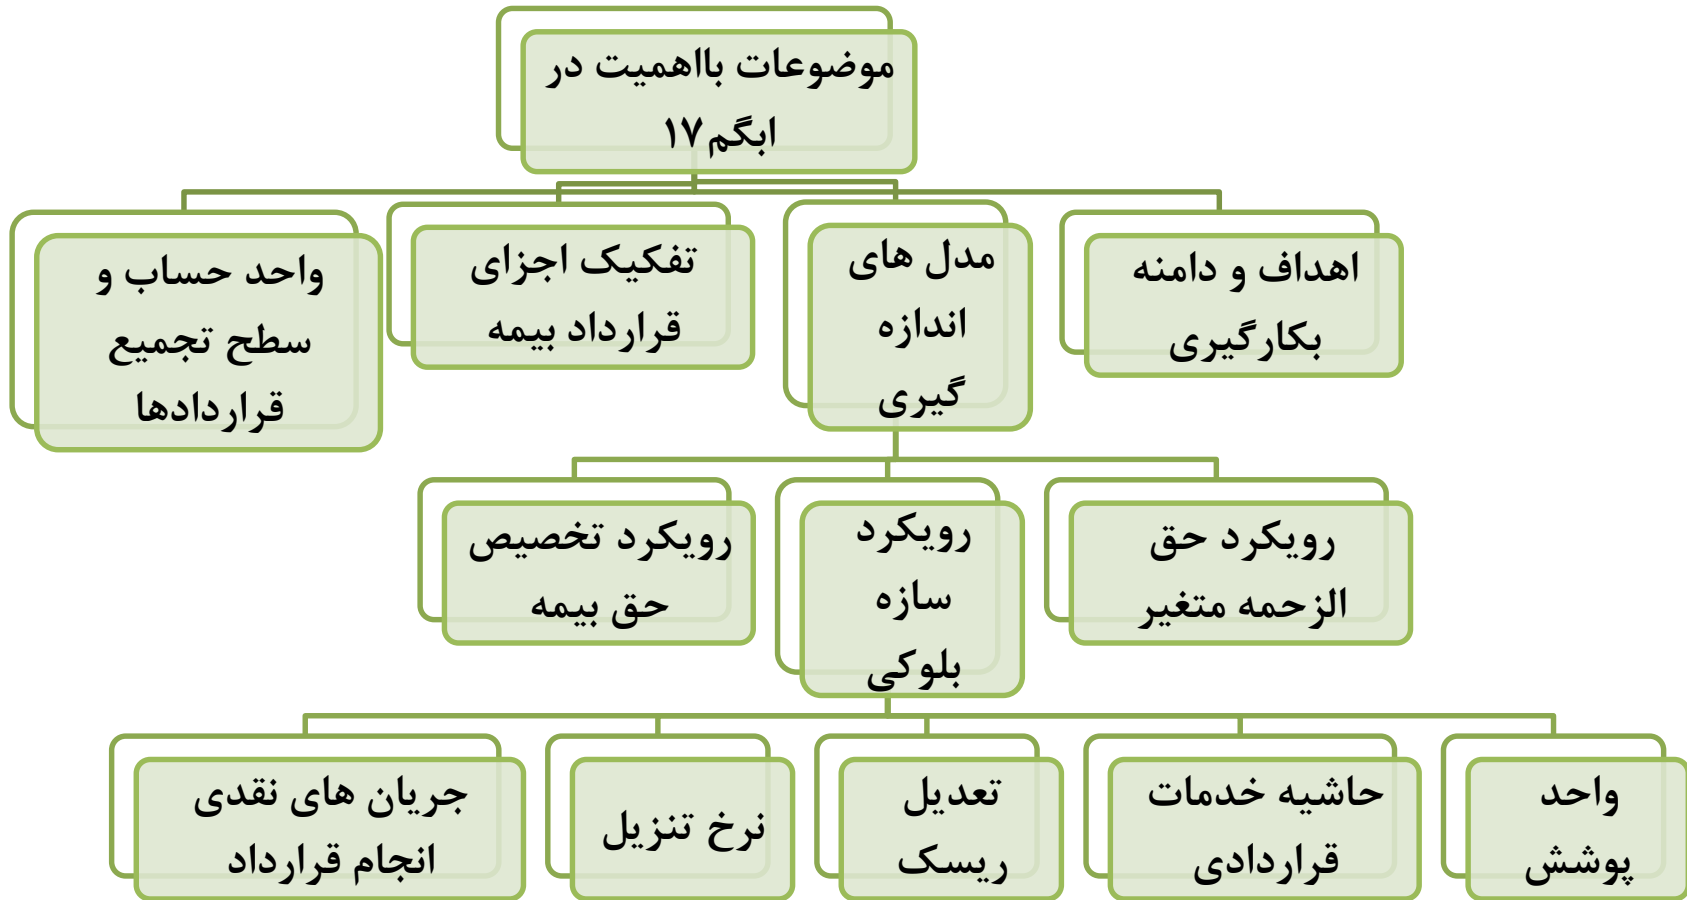 موضوعات بااهمیت در
ابگم۱۷
اهداف و دامنه
بکارگیری
مدل های
اندازه
گیری
تفکیک اجزای
قرارداد بیمه
واحد حساب و
سطح تجمیع
قراردادها
رویکرد حق
الزحمه متغیر
رویکرد
سازه
بلوکی
رویکرد تخصیص
حق بیمه
واحد
پوشش
حاشیه خدمات
قراردادی
تعدیل
ریسک
نرخ تنزیل
جریان های نقدی
انجام قرارداد